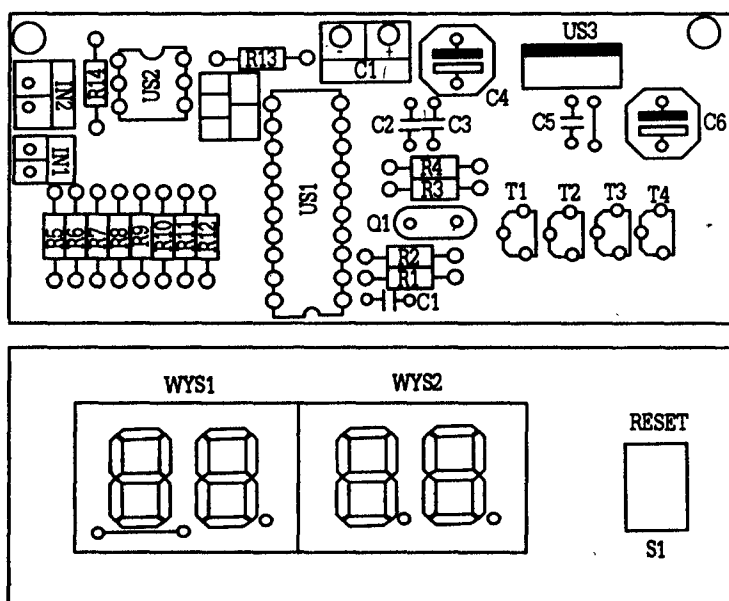 US3
IN2
R14
US2
R13
- +
C1
C4
C2
C3
C5
C6
IN1
US1
R4
R3
T1
T2
T3
T4
Q1
R5
R6
R7
R8
R9
R10
R11
R12
R2
R1
C1
WYS1
WYS2
RESET
S1